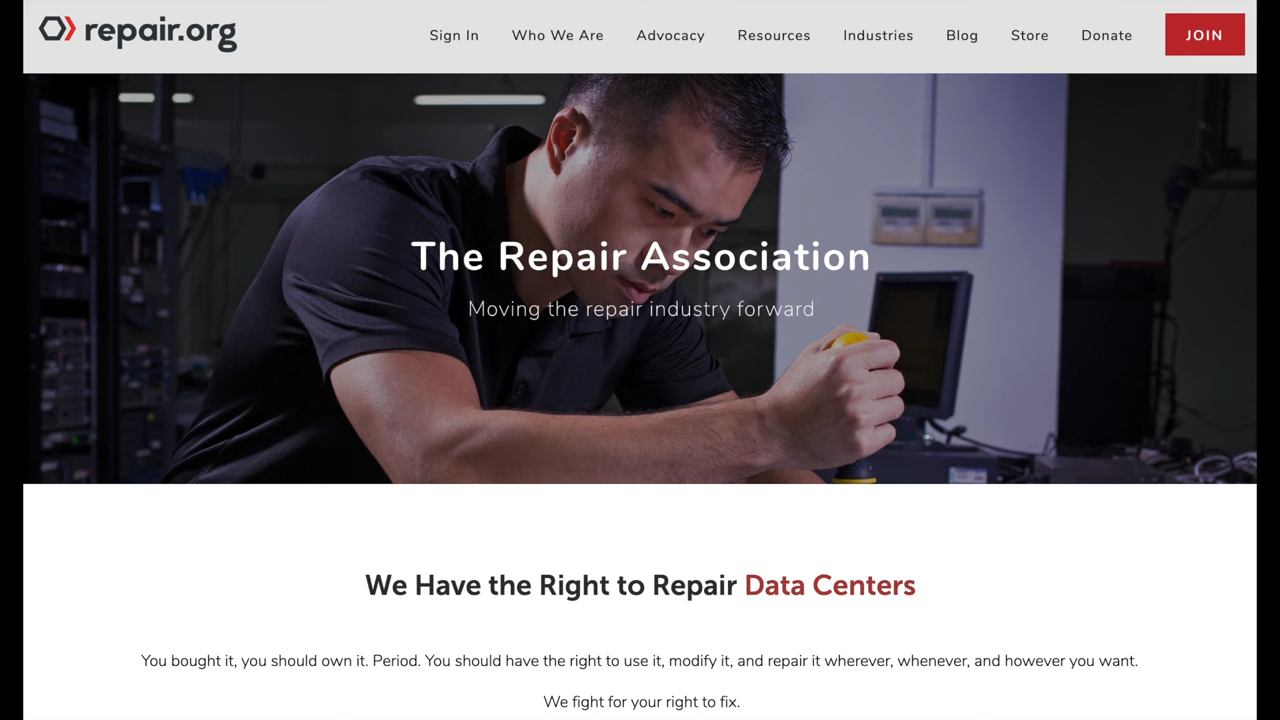 repair.org
Sign In Who We Are Advocacy Resources Industries Blog Store Donate JOIN
The Repair Association
Moving the repair industry forward
We Have the Right to Repair Data Centers
You bought it, you should own it. Period. You should have the right to use it, modify it, and repair it wherever, whenever, and however you want.
We fight for your right to fix.